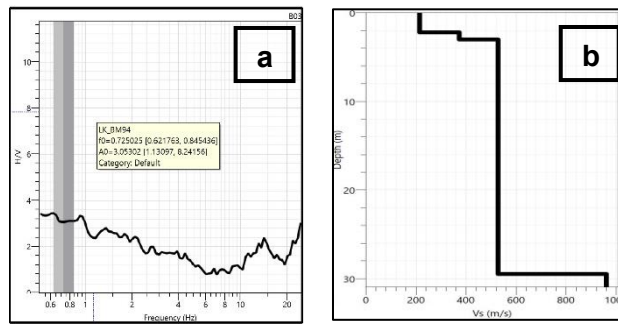 B03
a
10
8
6
4
2
0
H/V
LK_BM94
f0=0.725025 [0.621763, 0.845436]
A0=3.05302 [1.13097, 8.24156]
Category: Default
0.6 0.8 1 2 4 6 8 10 20
Frequency (Hz)
b
0
10
20
30
Depth (m)
0 200 400 600 800 100
Vs (m/s)